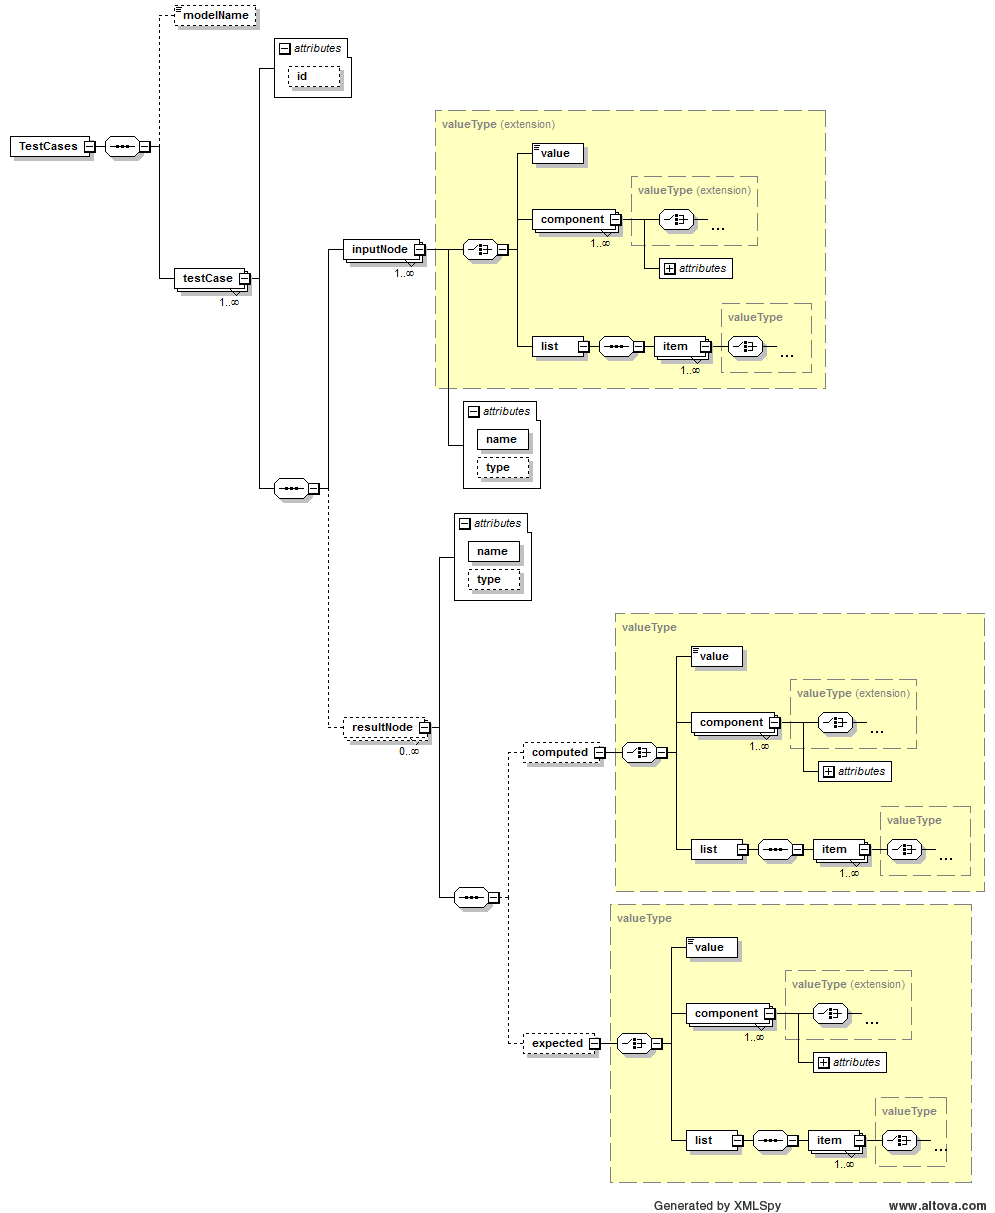 modelName
attributes
id
TestCases
valueType (extension)
value
valueType (extension)
component
1..∞
attributes
inputNode
1..∞
testCase
1..∞
valueType
list
item
1..∞
attributes
name
type
attributes
name
type
valueType
value
valueType (extension)
component
1..∞
attributes
resultNode
0..∞
computed
valueType
list
item
1..∞
valueType
value
valueType (extension)
component
1..∞
attributes
expected
valueType
list
item
1..∞
Generated by XMLSpy
www.altova.com